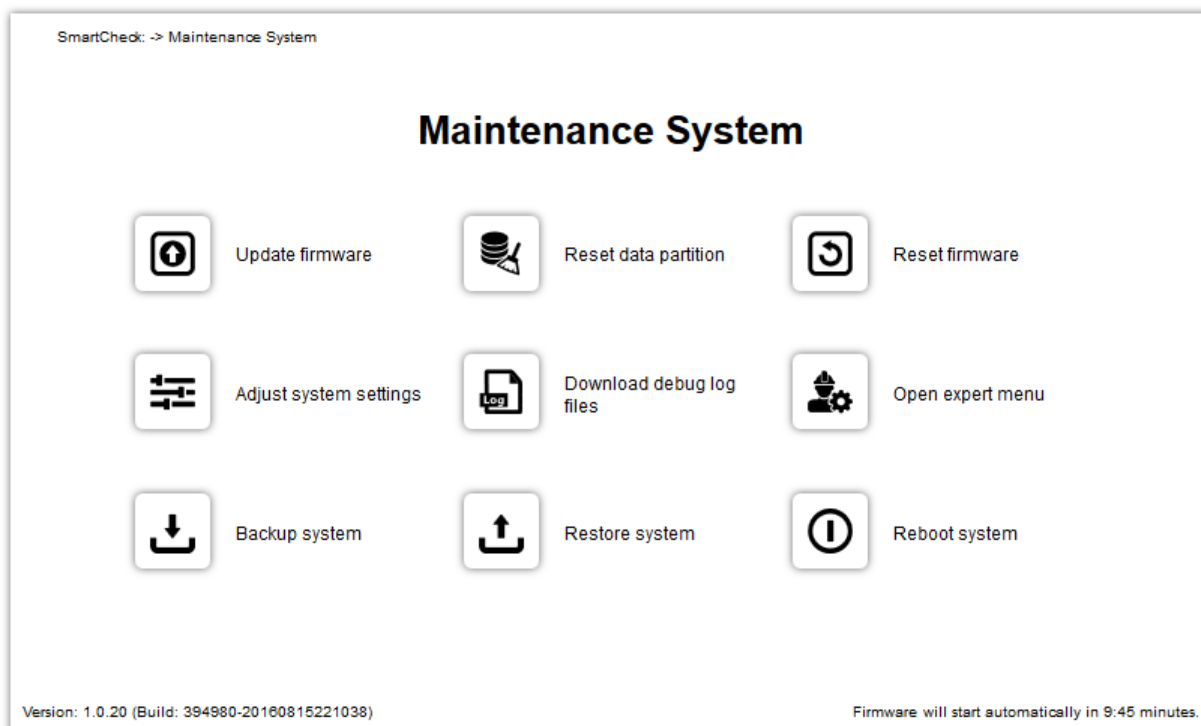 SmartCheck: -> Maintenance System
Maintenance System
Update firmware
Reset data partition
Reset firmware
Adjust system settings
Download debug log
files
Log
Open expert menu
Backup system
Restore system
Reboot system
Version: 1.0.20 (Build: 394980-20160815221038)
Firmware will start automatically in 9:45 minutes.